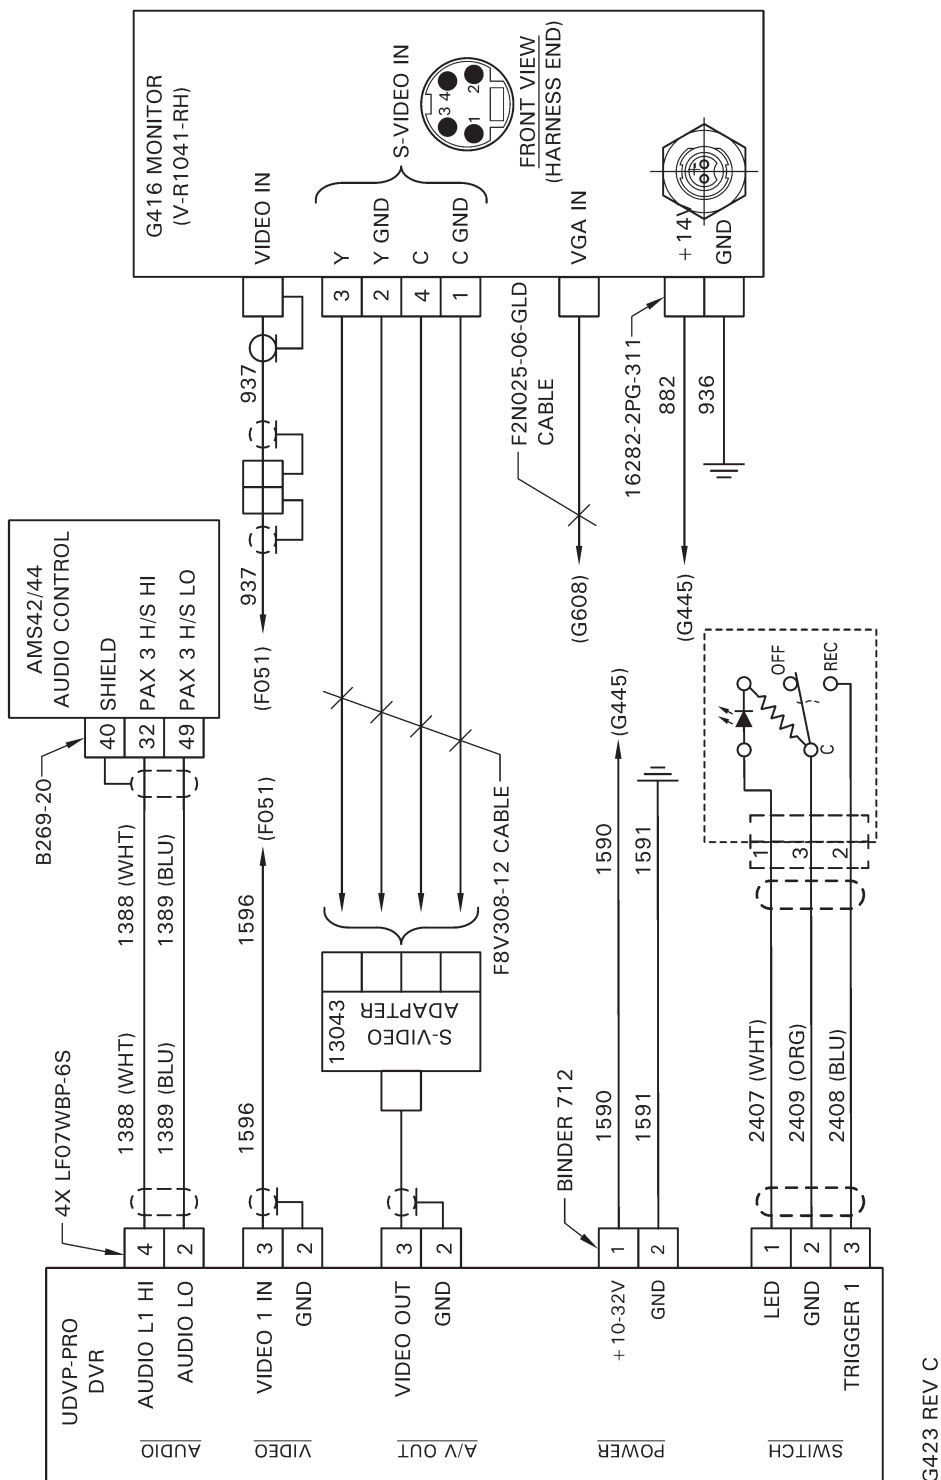 G416 MONITOR
(V-R1041-RH)
VIDEO IN
Y
Y GND
C
C GND
S-VIDEO IN
3
4
1
2
FRONT VIEW
(HARNESS END)
VGA IN
+14V
+
GND
3
2
4
1
937
937
(F051)
F2N025-06-GLD
CABLE
(G608)
16282-2PG-311
882
936
(G445)
AMS42/44
AUDIO CONTROL
SHIELD
PAX 3 H/S HI
PAX 3 H/S LO
40
32
49
B269-20
1388 (WHT)
1389 (BLU)
1388 (WHT)
1389 (BLU)
4X LF07WBP-6S
(F051)
1596
1596
F8V308-12 CABLE
13043
S-VIDEO
ADAPTER
(G445)
1590
1591
1590
1591
BINDER 712
OFF
REC
C
1
3
2
2407 (WHT)
2409 (ORG)
2408 (BLU)
4
2
3
2
3
2
1
2
1
2
3
UDVP-PRO
DVR
AUDIO L1 HI
AUDIO LO
VIDEO 1 IN
GND
VIDEO OUT
GND
+10-32V
GND
LED
GND
TRIGGER 1
AUDIO
VIDEO
A/V OUT
POWER
SWITCH
G423 REV C